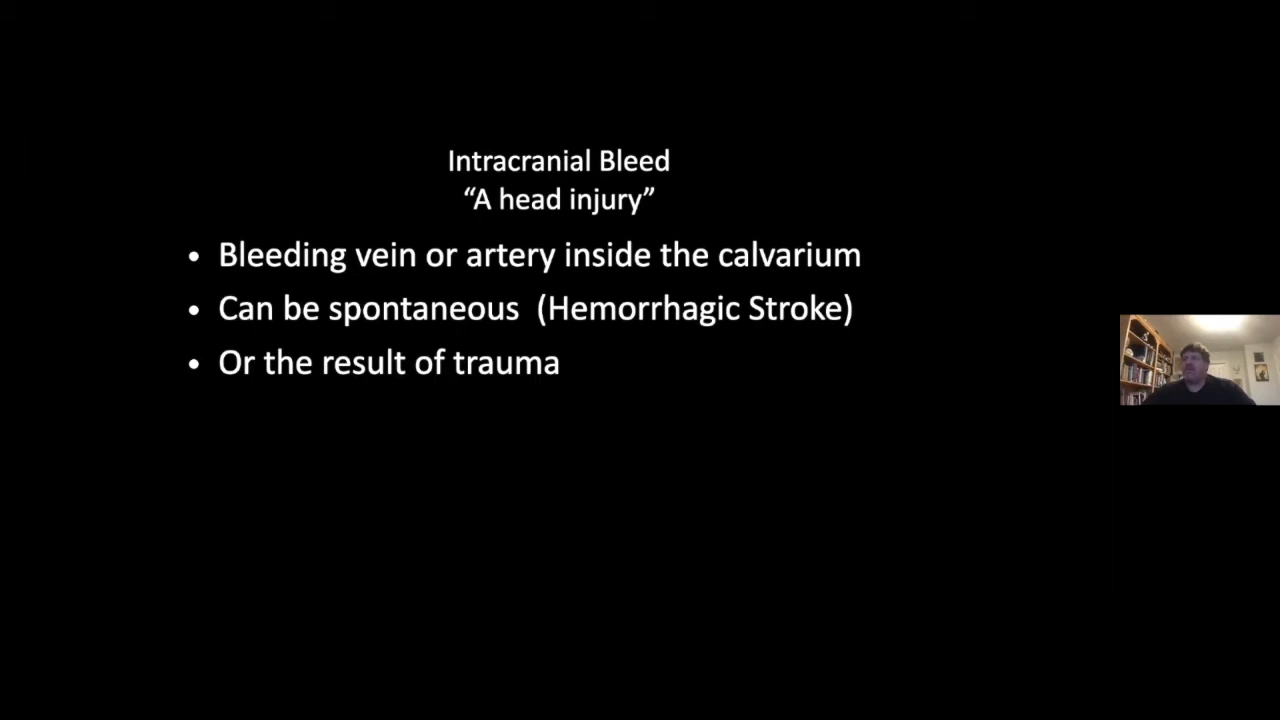 Intracranial Bleed
“A head injury”
• Bleeding vein or artery inside the calvarium
• Can be spontaneous  (Hemorrhagic Stroke)
• Or the result of trauma